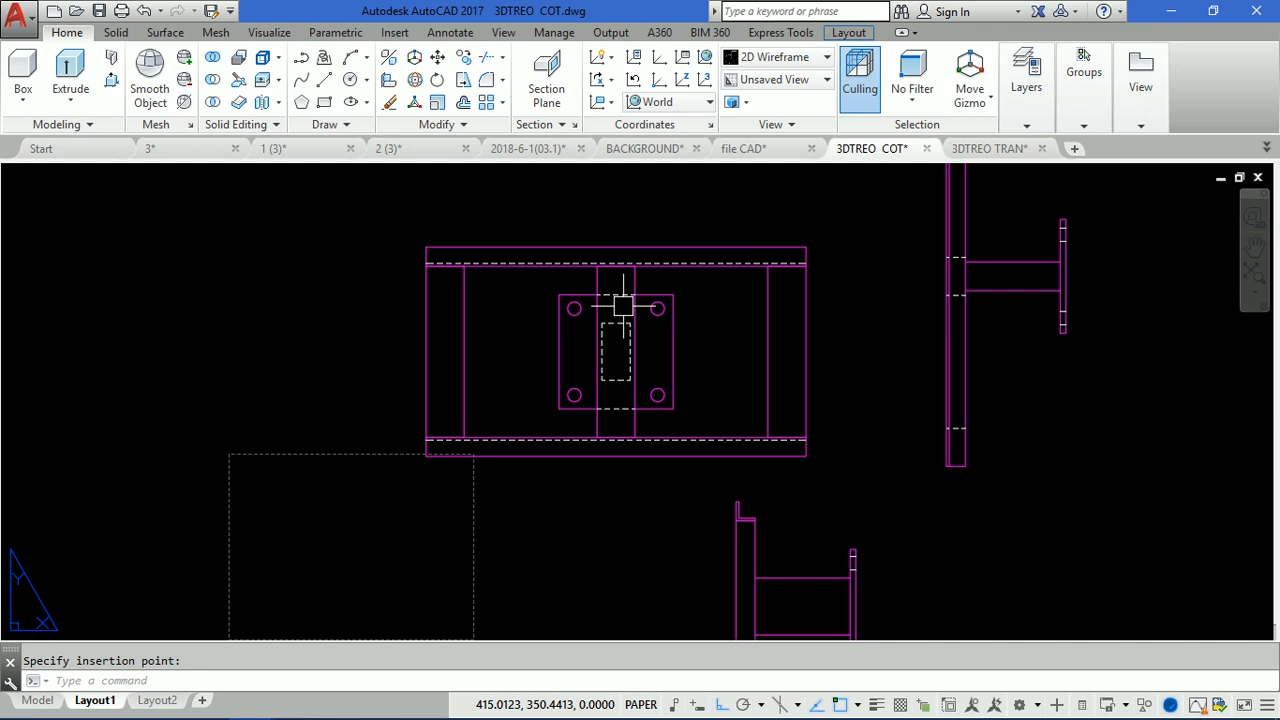 Autodesk AutoCAD 2017 3DTREO COT.dwg
Type a keyword or phrase
Sign In
Home Solid Surface Mesh Visualize Parametric Insert Annotate View Manage Output A360 BIM 360 Express Tools Layout
2D Wireframe
Unsaved View
World
Box Extrude
Smooth Object
Section Plane
Culling No Filter
Move Gizmo
Layers Groups View
Modeling Mesh Solid Editing Draw Modify Section Coordinates View Selection
Start 3* 1 (3)* 2 (3)* 2018-6-1(03.1)* BACKGROUND* file CAD* 3DTREO COT* 3DTREO TRAN*
Y
X
Specify insertion point:
Type a command
Model Layout1 Layout2
415.0123, 350.4413, 0.0000 PAPER